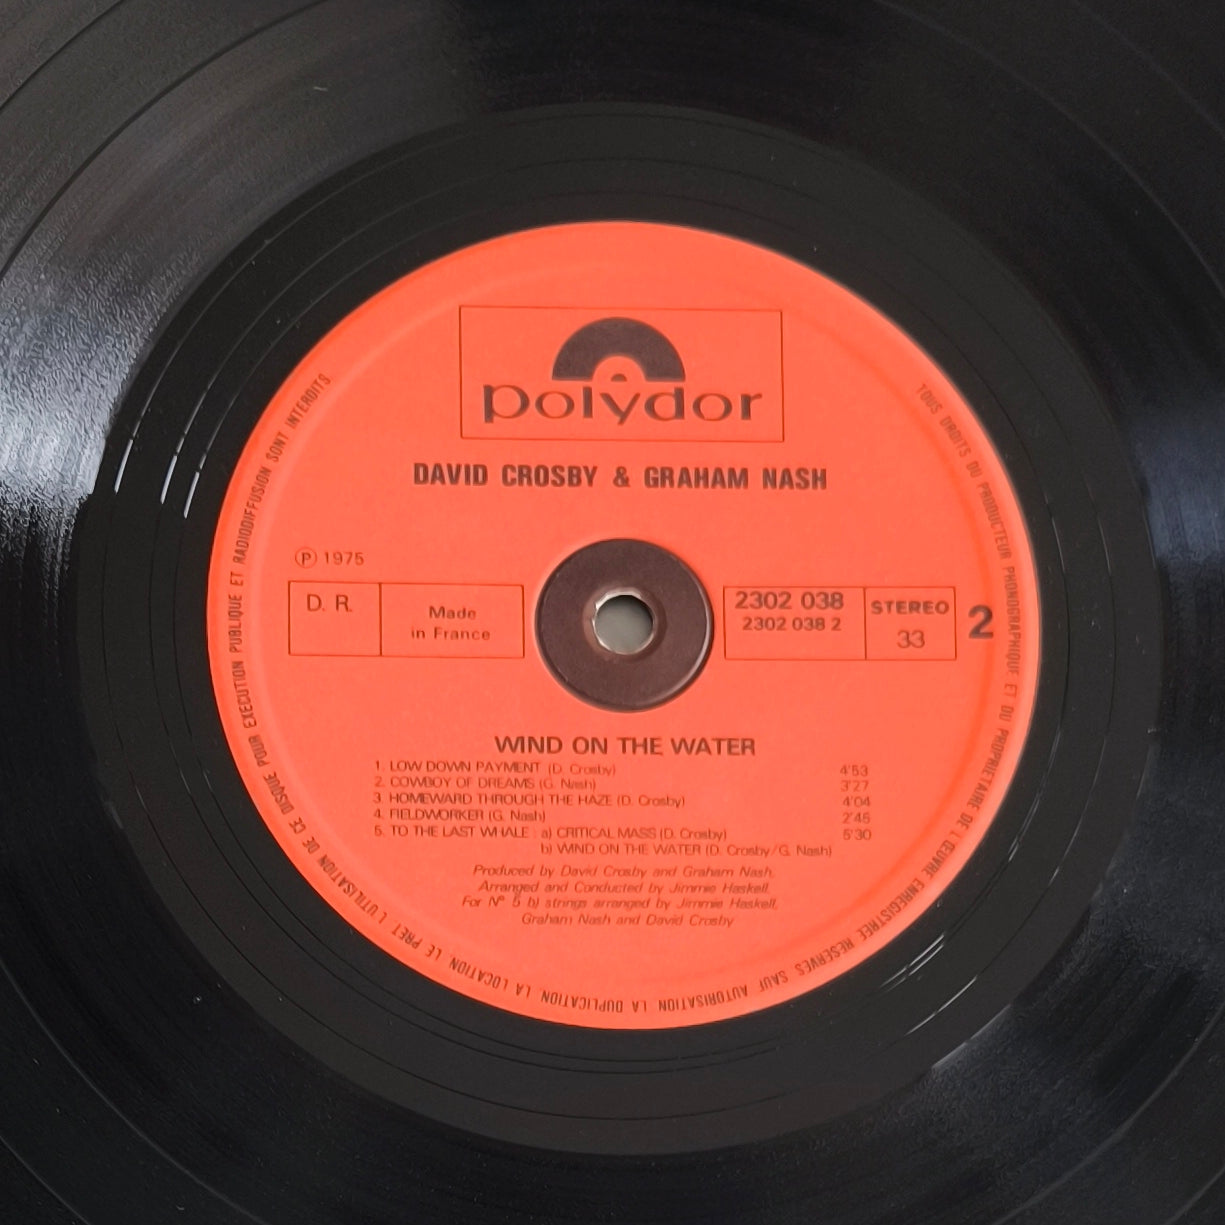 polydor
DAVID CROSBY & GRAHAM NASH
℗ 1975
D. R.
Made
in France
2302 038
2302 038 2
STEREO
33
2
WIND ON THE WATER
1. LOW DOWN PAYMENT (D. Crosby) 4'53
2. COWBOY OF DREAMS (G. Nash) 3'27
3. HOMEWARD THROUGH THE HAZE (D. Crosby) 4'04
4. FIELDWORKER (G. Nash) 2'45
5. TO THE LAST WHALE : a) CRITICAL MASS (D. Crosby) 5'30
b) WIND ON THE WATER (D. Crosby/G. Nash)
Produced by David Crosby and Graham Nash,
Arranged and Conducted by Jimmie Haskell,
For N° 5 b) strings arranged by Jimmie Haskell,
Graham Nash and David Crosby
TOUS DROITS DU PRODUCTEUR PHONOGRAPHIQUE ET DU PROPRIETAIRE DE L'ŒUVRE ENREGISTREE RESERVES SAUF AUTORISATION LA DUPLICATION, LA LOCATION, LE PRET L'UTILISATION DE CE DISQUE POUR EXECUTION PUBLIQUE ET RADIODIFFUSION SONT INTERDITS